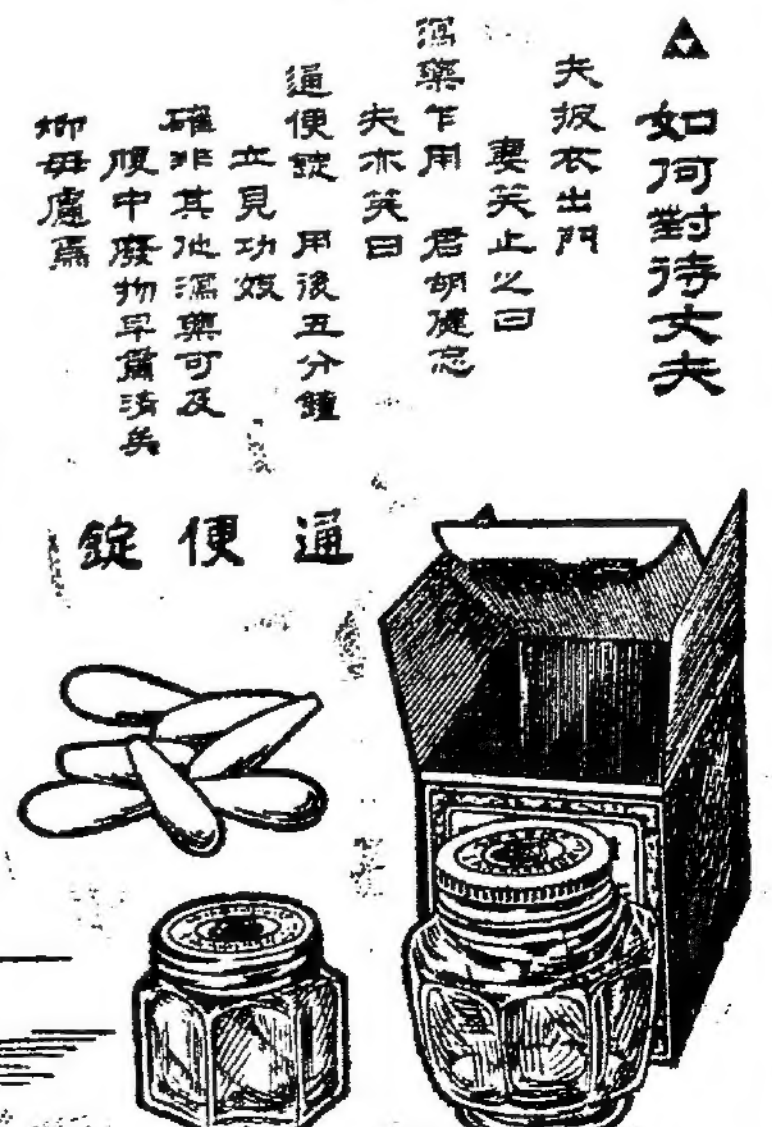 如何對待丈夫
夫披衣出門
妻笑止之曰
瀉藥乍用 君胡健忘
夫亦笑曰
通便錠 用後五分鐘
立見功效
確非其他瀉藥可及
腹中廢物早肅清矣
卿毋慮焉
通便錠